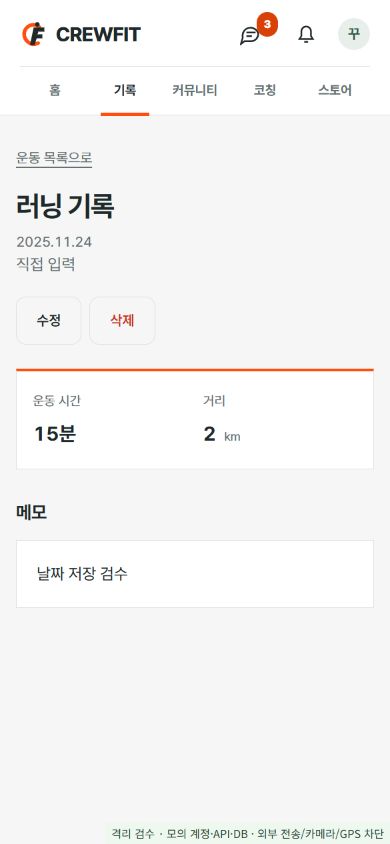 CREWFIT
3
꾸
홈 기록 커뮤니티 코칭 스토어
운동 목록으로
러닝 기록
2025.11.24
직접 입력
수정 삭제
운동 시간 거리
15분 2 km
메모
날짜 저장 검수
격리 검수 · 모의 계정·API·DB · 외부 전송/카메라/GPS 차단